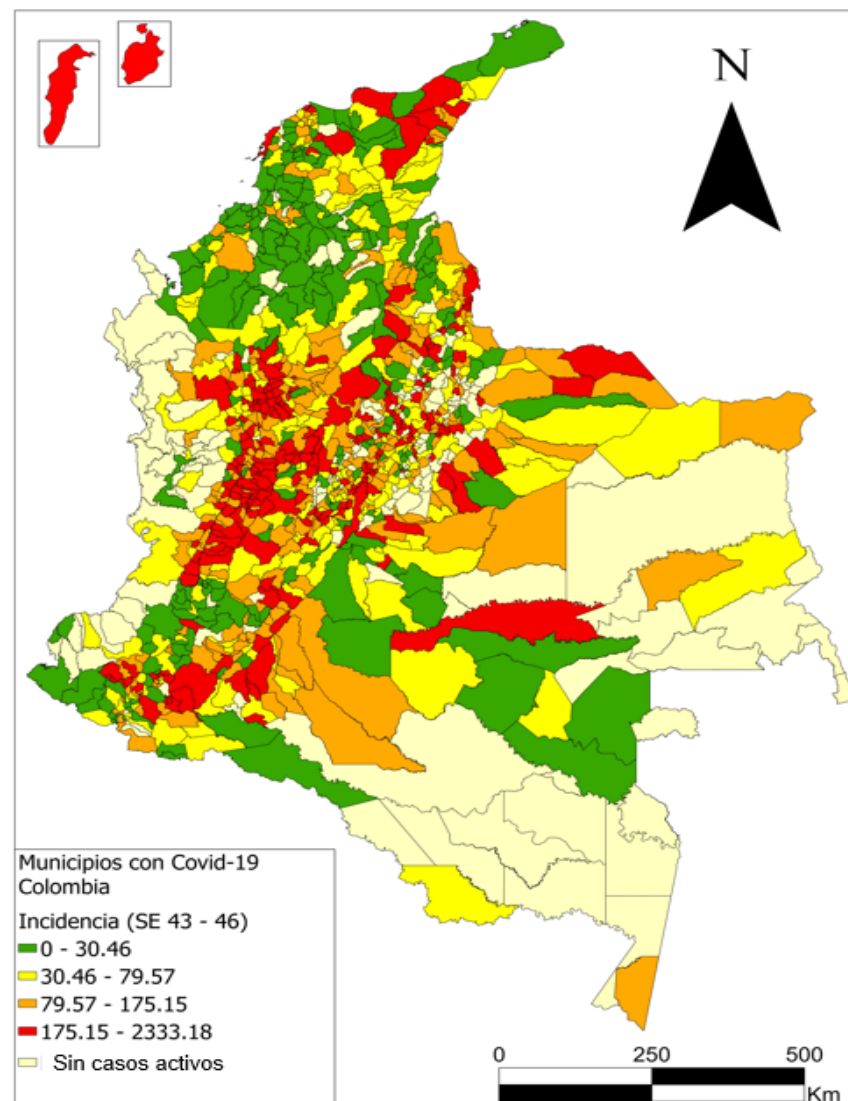 N
Municipios con Covid-19
Colombia
Incidencia (SE 43 - 46)
0 - 30.46
30.46 - 79.57
79.57 - 175.15
175.15 - 2333.18
Sin casos activos
0 250 500
Km